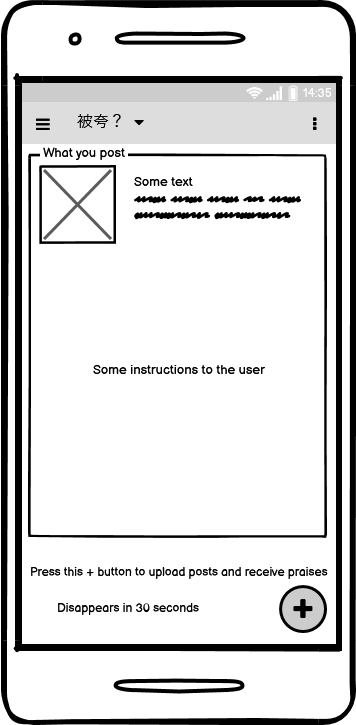 14:35
被夸？
What you post
Some text
Some instructions to the user
Press this + button to upload posts and receive praises
Disappears in 30 seconds